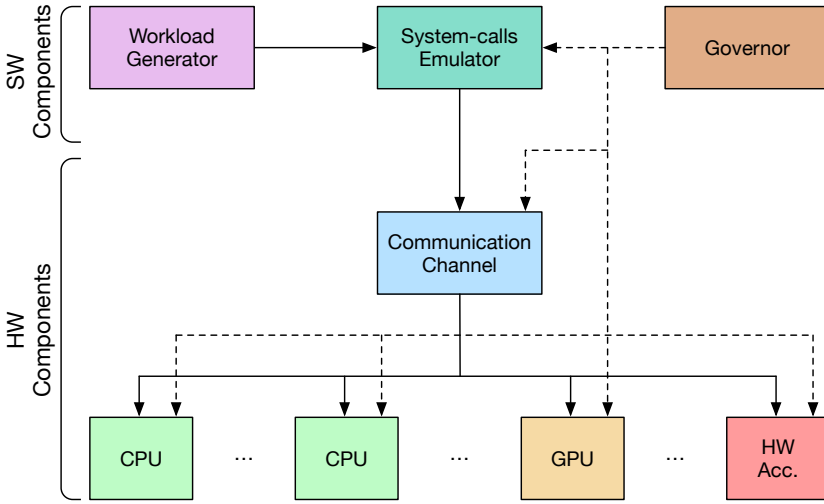 SW
Components
Workload
Generator
System-calls
Emulator
Governor
HW
Components
Communication
Channel
CPU
...
CPU
...
GPU
...
HW
Acc.